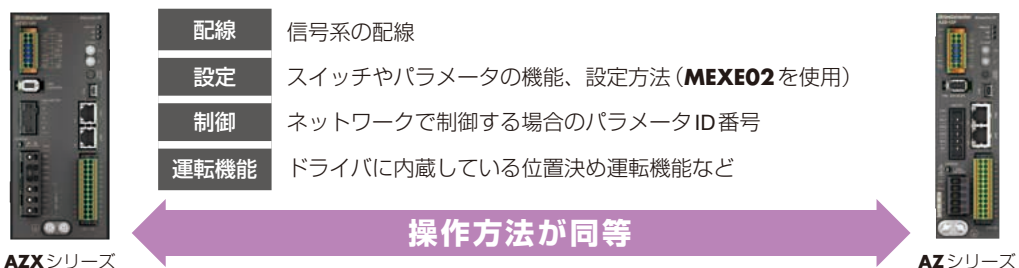 配線 信号系の配線
設定 スイッチやパラメータの機能、設定方法（MEXE02を使用）
制御 ネットワークで制御する場合のパラメータID番号
運転機能 ドライバに内蔵している位置決め運転機能など
操作方法が同等
AZXシリーズ
AZシリーズ